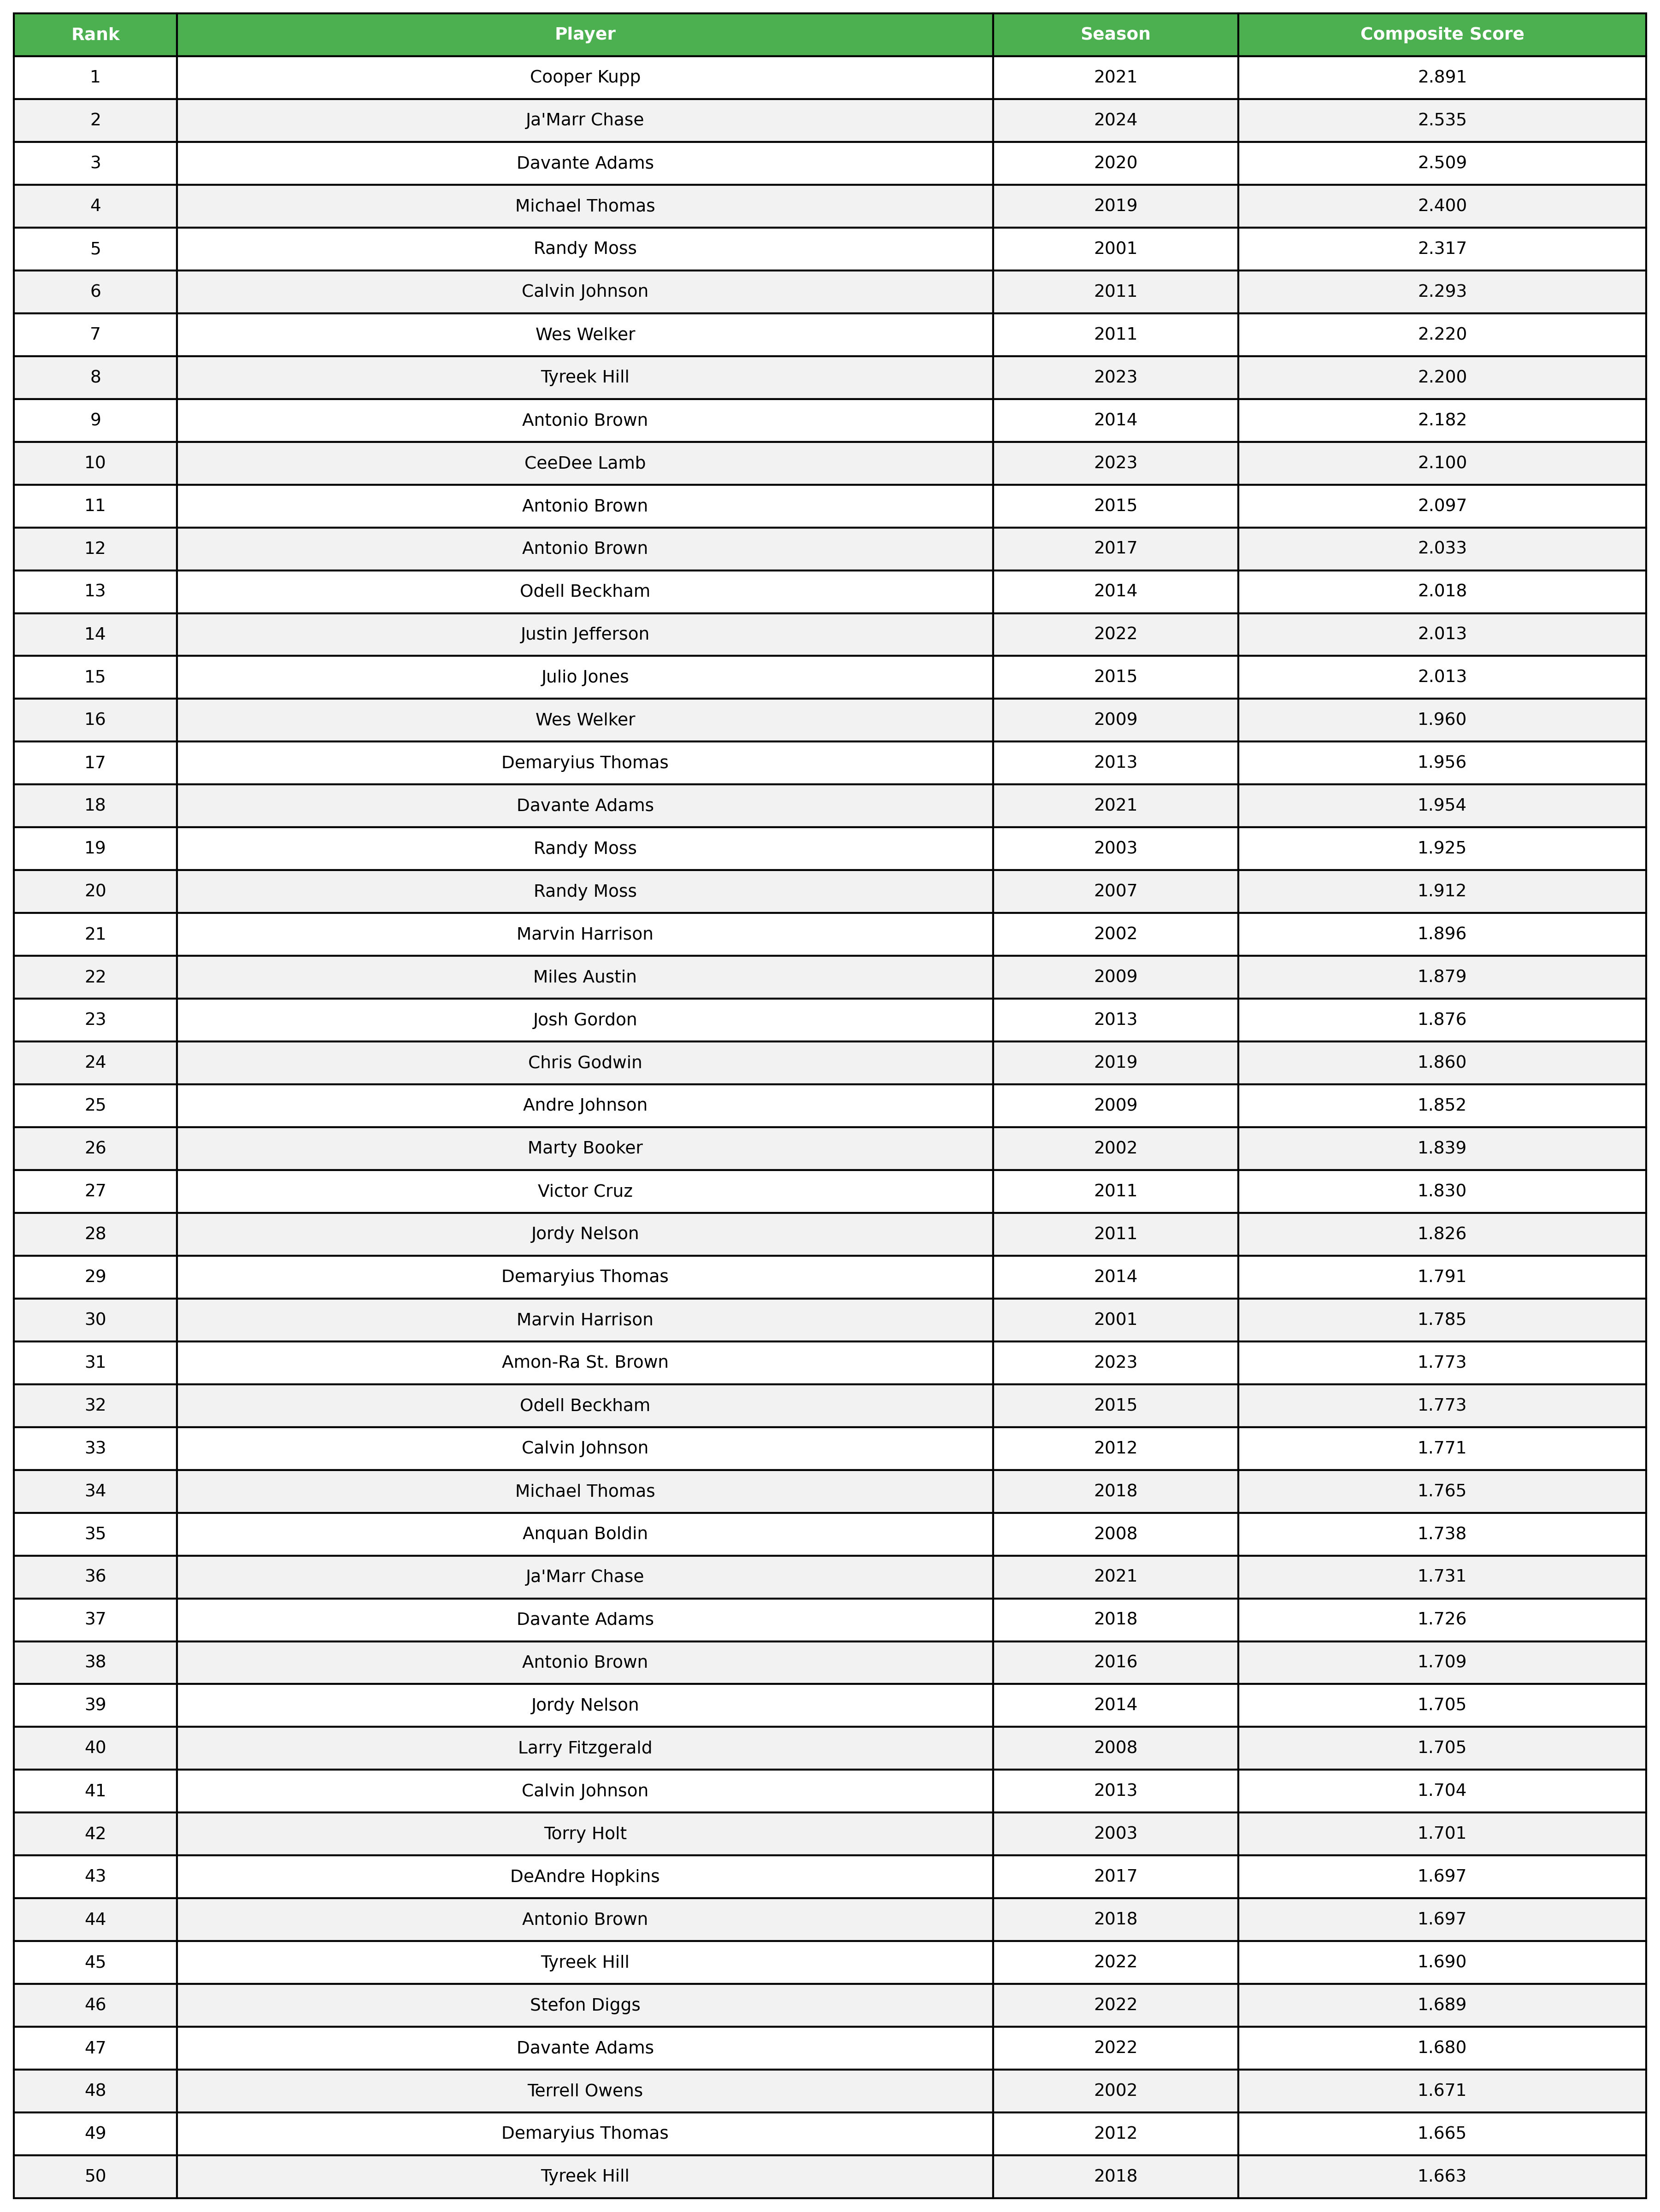 Rank Player Season Composite Score
1 Cooper Kupp 2021 2.891
2 Ja'Marr Chase 2024 2.535
3 Davante Adams 2020 2.509
4 Michael Thomas 2019 2.400
5 Randy Moss 2001 2.317
6 Calvin Johnson 2011 2.293
7 Wes Welker 2011 2.220
8 Tyreek Hill 2023 2.200
9 Antonio Brown 2014 2.182
10 CeeDee Lamb 2023 2.100
11 Antonio Brown 2015 2.097
12 Antonio Brown 2017 2.033
13 Odell Beckham 2014 2.018
14 Justin Jefferson 2022 2.013
15 Julio Jones 2015 2.013
16 Wes Welker 2009 1.960
17 Demaryius Thomas 2013 1.956
18 Davante Adams 2021 1.954
19 Randy Moss 2003 1.925
20 Randy Moss 2007 1.912
21 Marvin Harrison 2002 1.896
22 Miles Austin 2009 1.879
23 Josh Gordon 2013 1.876
24 Chris Godwin 2019 1.860
25 Andre Johnson 2009 1.852
26 Marty Booker 2002 1.839
27 Victor Cruz 2011 1.830
28 Jordy Nelson 2011 1.826
29 Demaryius Thomas 2014 1.791
30 Marvin Harrison 2001 1.785
31 Amon-Ra St. Brown 2023 1.773
32 Odell Beckham 2015 1.773
33 Calvin Johnson 2012 1.771
34 Michael Thomas 2018 1.765
35 Anquan Boldin 2008 1.738
36 Ja'Marr Chase 2021 1.731
37 Davante Adams 2018 1.726
38 Antonio Brown 2016 1.709
39 Jordy Nelson 2014 1.705
40 Larry Fitzgerald 2008 1.705
41 Calvin Johnson 2013 1.704
42 Torry Holt 2003 1.701
43 DeAndre Hopkins 2017 1.697
44 Antonio Brown 2018 1.697
45 Tyreek Hill 2022 1.690
46 Stefon Diggs 2022 1.689
47 Davante Adams 2022 1.680
48 Terrell Owens 2002 1.671
49 Demaryius Thomas 2012 1.665
50 Tyreek Hill 2018 1.663